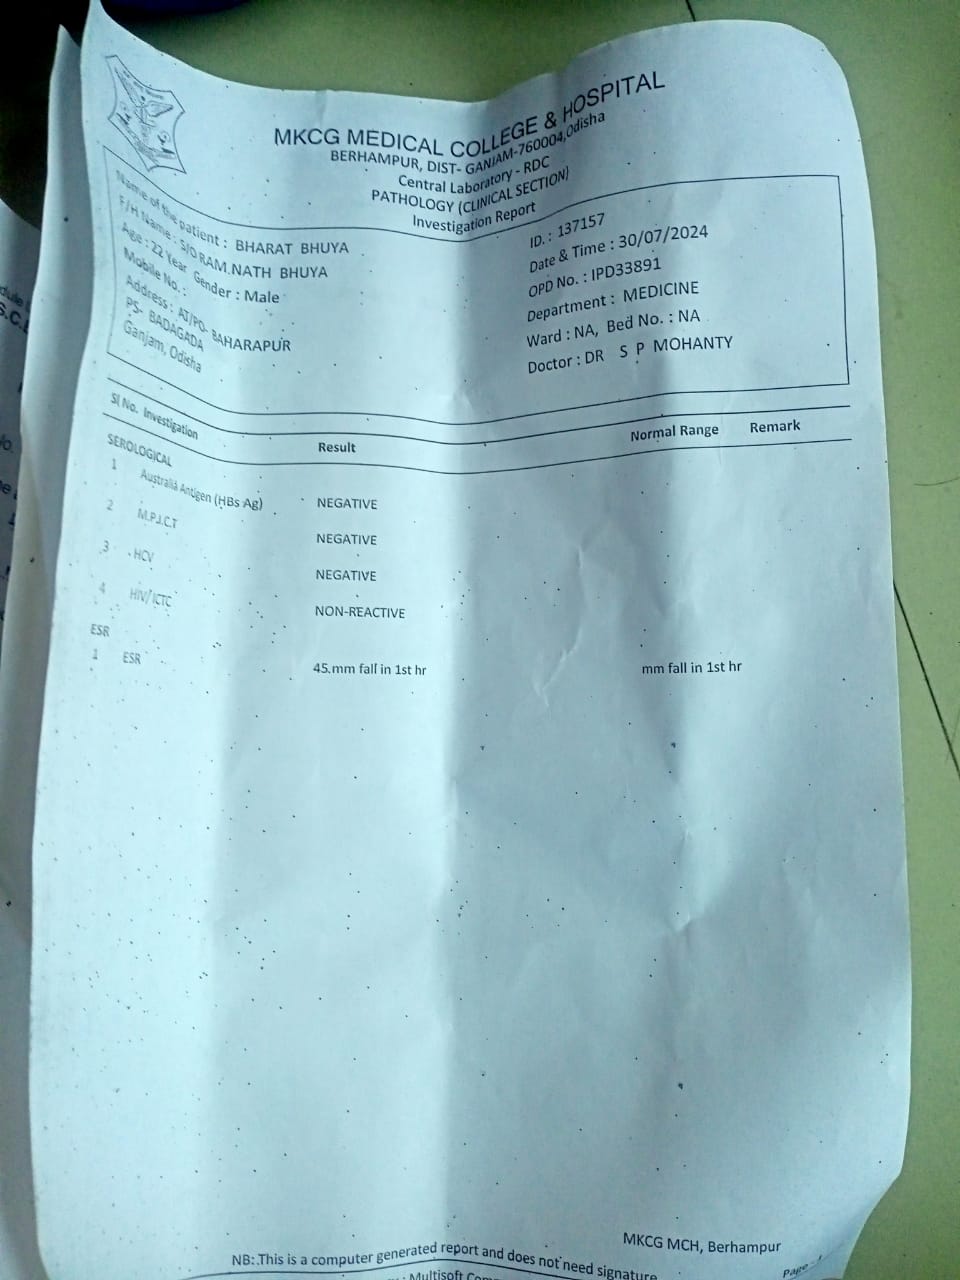 MKCG MEDICAL COLLEGE & HOSPITAL
BERHAMPUR, DIST- GANJAM-760004,Odisha
Central Laboratory - RDC
PATHOLOGY (CLINICAL SECTION)
Investigation Report
Name of the patient : BHARAT BHUYA
F/H Name : S/O RAM NATH BHUYA
Age : 22 Year Gender : Male
Mobile No. :
Address : AT/PO- BAHARAPUR
PS- BADAGADA
Ganjam, Odisha
ID. : 137157
Date & Time : 30/07/2024
OPD No. : IPD33891
Department : MEDICINE
Ward : NA, Bed No. : NA
Doctor : DR S P MOHANTY
Sl No. Investigation Result Normal Range Remark
SEROLOGICAL
1 Australia Antigen (HBs Ag) NEGATIVE
2 M.P.I.C.T NEGATIVE
3 HCV NEGATIVE
4 HIV/ICTC NON-REACTIVE
ESR
1 ESR 45.mm fall in 1st hr mm fall in 1st hr
MKCG MCH, Berhampur
NB:.This is a computer generated report and does not need signature
Page
: Multisoft